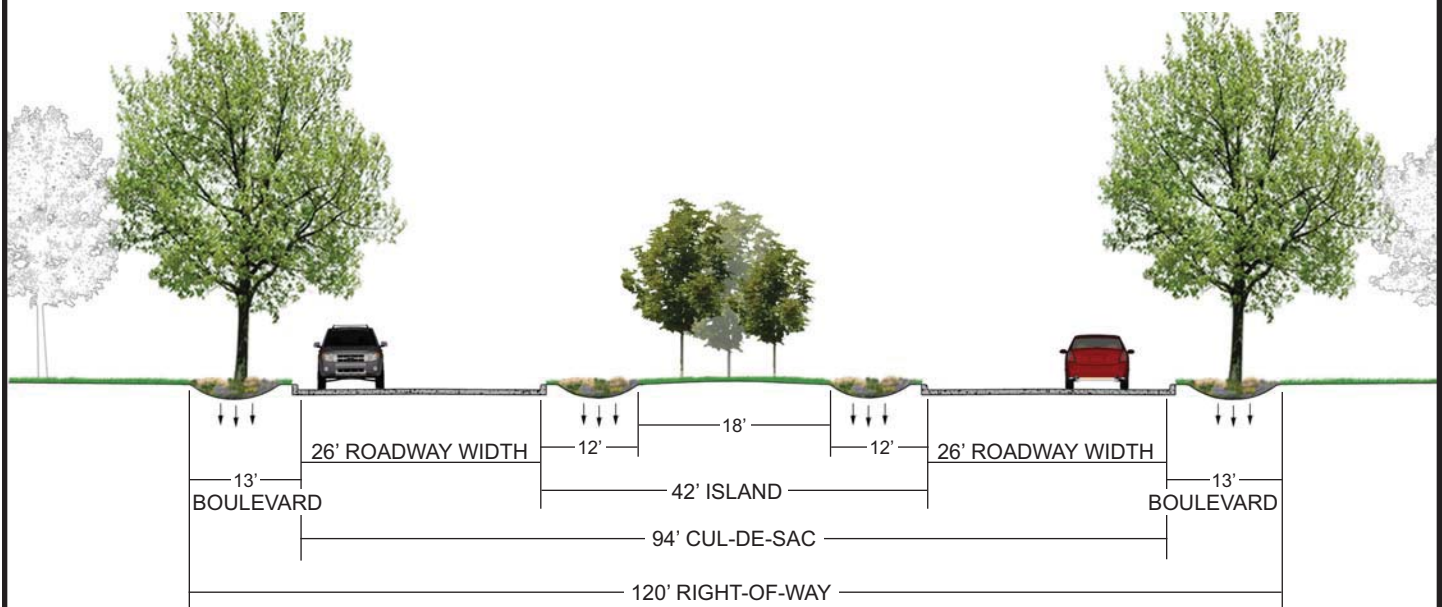 18'
26' ROADWAY WIDTH
12'
12'
26' ROADWAY WIDTH
13'
BOULEVARD
42' ISLAND
13'
BOULEVARD
94' CUL-DE-SAC
120' RIGHT-OF-WAY